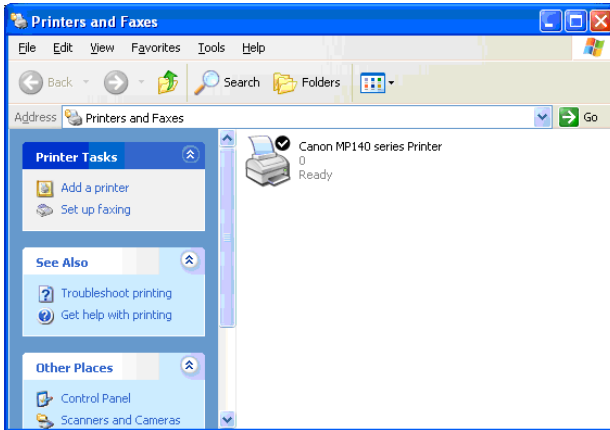 Printers and Faxes
File Edit View Favorites Tools Help
Back Search Folders
Address Printers and Faxes Go
Printer Tasks
Add a printer
Set up faxing
See Also
Troubleshoot printing
Get help with printing
Other Places
Control Panel
Scanners and Cameras
Canon MP140 series Printer
0
Ready